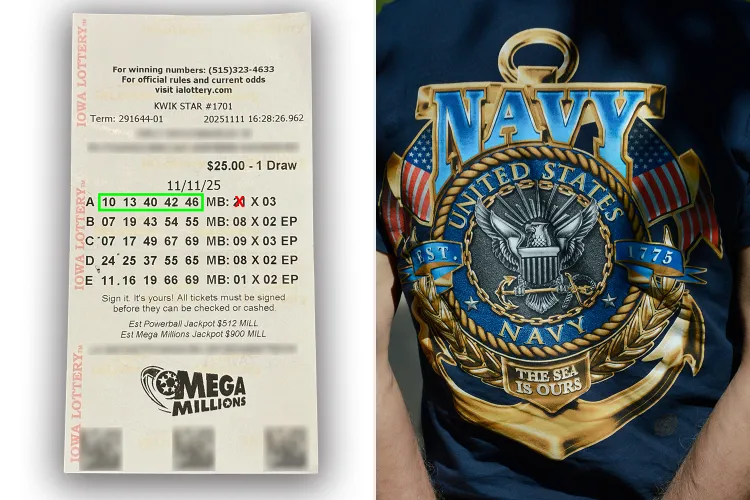 IOWA LOTTERY™
IOWA LOTTERY™
IOWA LOTTERY™
For winning numbers: (515)323-4633
For official rules and current odds
visit ialottery.com
KWIK STAR #1701
Term: 291644-01 20251111 16:28:26.962
$25.00 - 1 Draw
11/11/25
A 10 13 40 42 46 MB: X 03
B 07 19 43 54 55 MB: 08 X 02 EP
C 07 17 49 67 69 MB: 09 X 03 EP
D 24 25 37 55 65 MB: 08 X 02 EP
E 11 16 19 66 69 MB: 01 X 02 EP
Sign it. It's yours! All tickets must be signed
before they can be checked or cashed.
Est Powerball Jackpot $512 MILL
Est Mega Millions Jackpot $900 MILL
MEGA
MILLIONS
NAVY
UNITED STATES
EST. 1775
NAVY
THE SEA
IS OURS